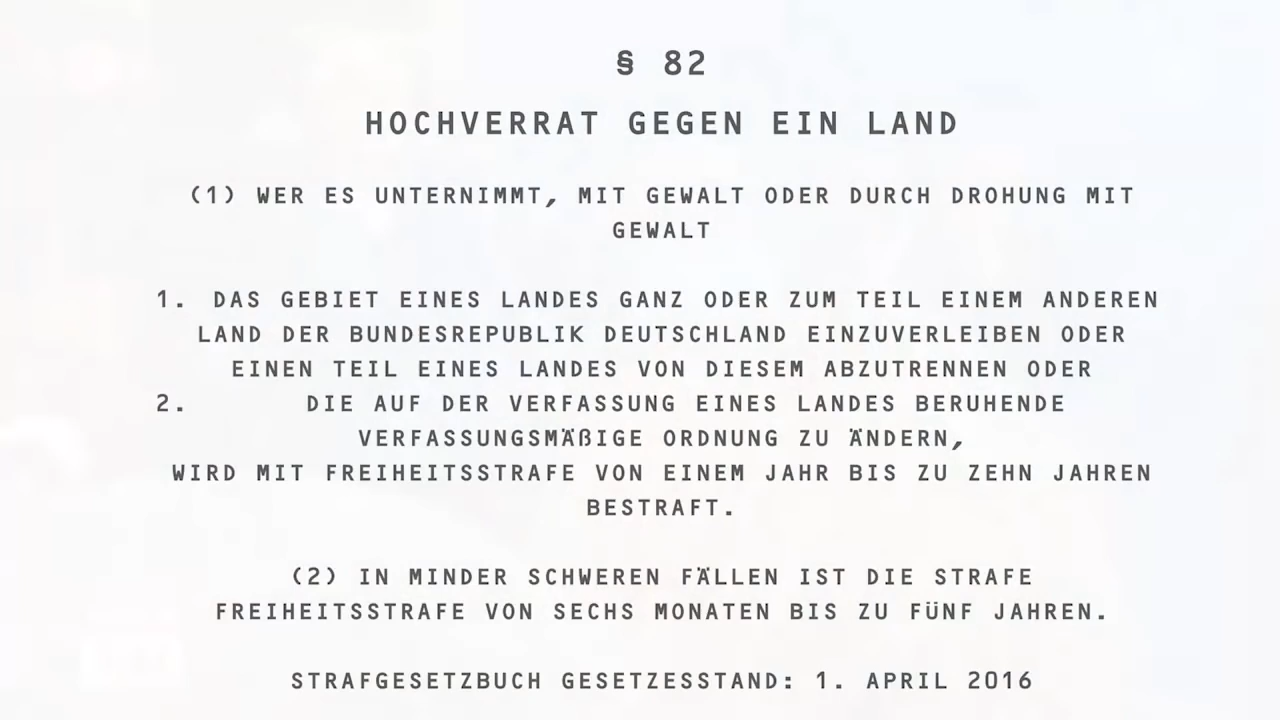 § 82
HOCHVERRAT GEGEN EIN LAND
(1) WER ES UNTERNIMMT, MIT GEWALT ODER DURCH DROHUNG MIT
GEWALT
1. DAS GEBIET EINES LANDES GANZ ODER ZUM TEIL EINEM ANDEREN
LAND DER BUNDESREPUBLIK DEUTSCHLAND EINZUVERLEIBEN ODER
EINEN TEIL EINES LANDES VON DIESEM ABZUTRENNEN ODER
2. DIE AUF DER VERFASSUNG EINES LANDES BERUHENDE
VERFASSUNGSMÄßIGE ORDNUNG ZU ÄNDERN,
WIRD MIT FREIHEITSSTRAFE VON EINEM JAHR BIS ZU ZEHN JAHREN
BESTRAFT.
(2) IN MINDER SCHWEREN FÄLLEN IST DIE STRAFE
FREIHEITSSTRAFE VON SECHS MONATEN BIS ZU FÜNF JAHREN.
STRAFGESETZBUCH GESETZESSTAND: 1. APRIL 2016